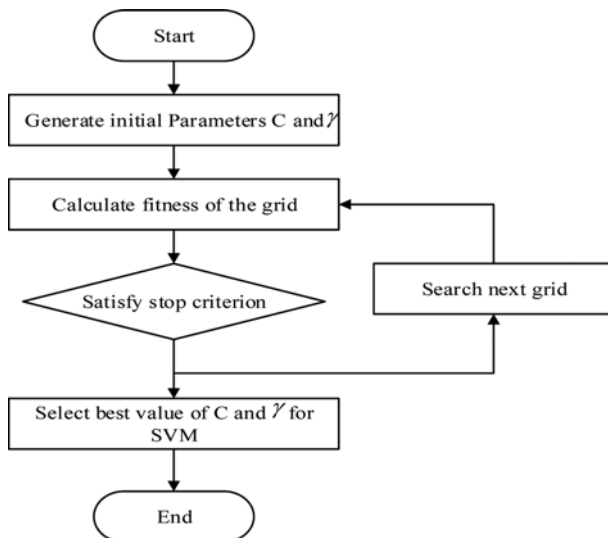 Start
Generate initial Parameters C and γ
Calculate fitness of the grid
Satisfy stop criterion
Search next grid
Select best value of C and γ for
SVM
End